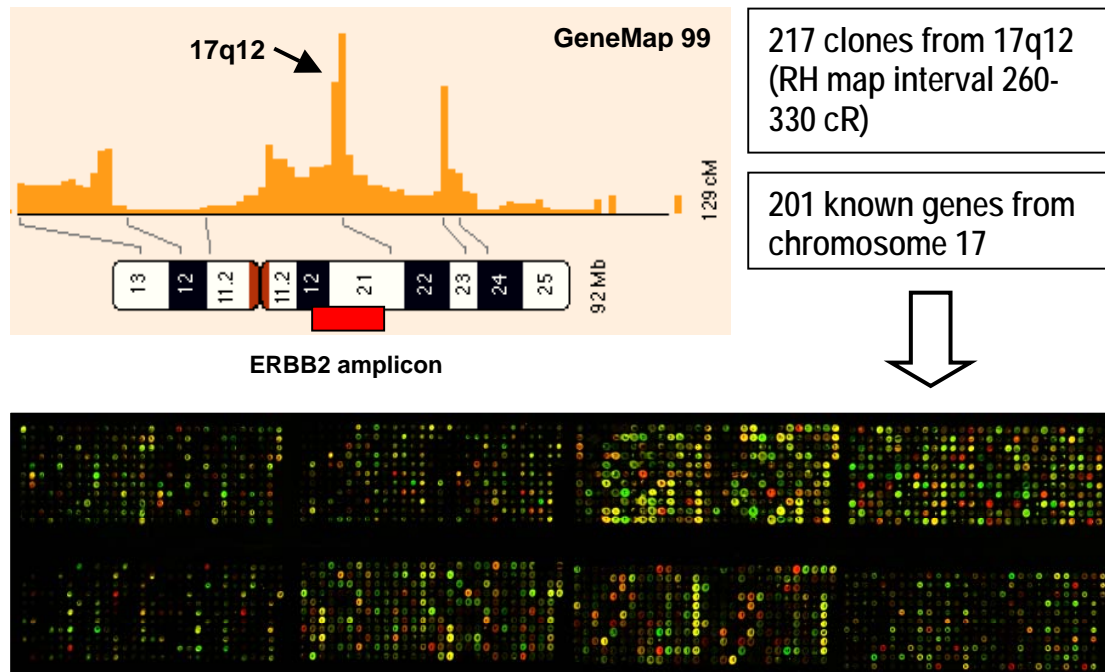 GeneMap 99
17q12
129 cM
13
12
11.2
11.2
12
21
22
23
24
25
92 Mb
ERBB2 amplicon
217 clones from 17q12
(RH map interval 260-
330 cR)
201 known genes from
chromosome 17